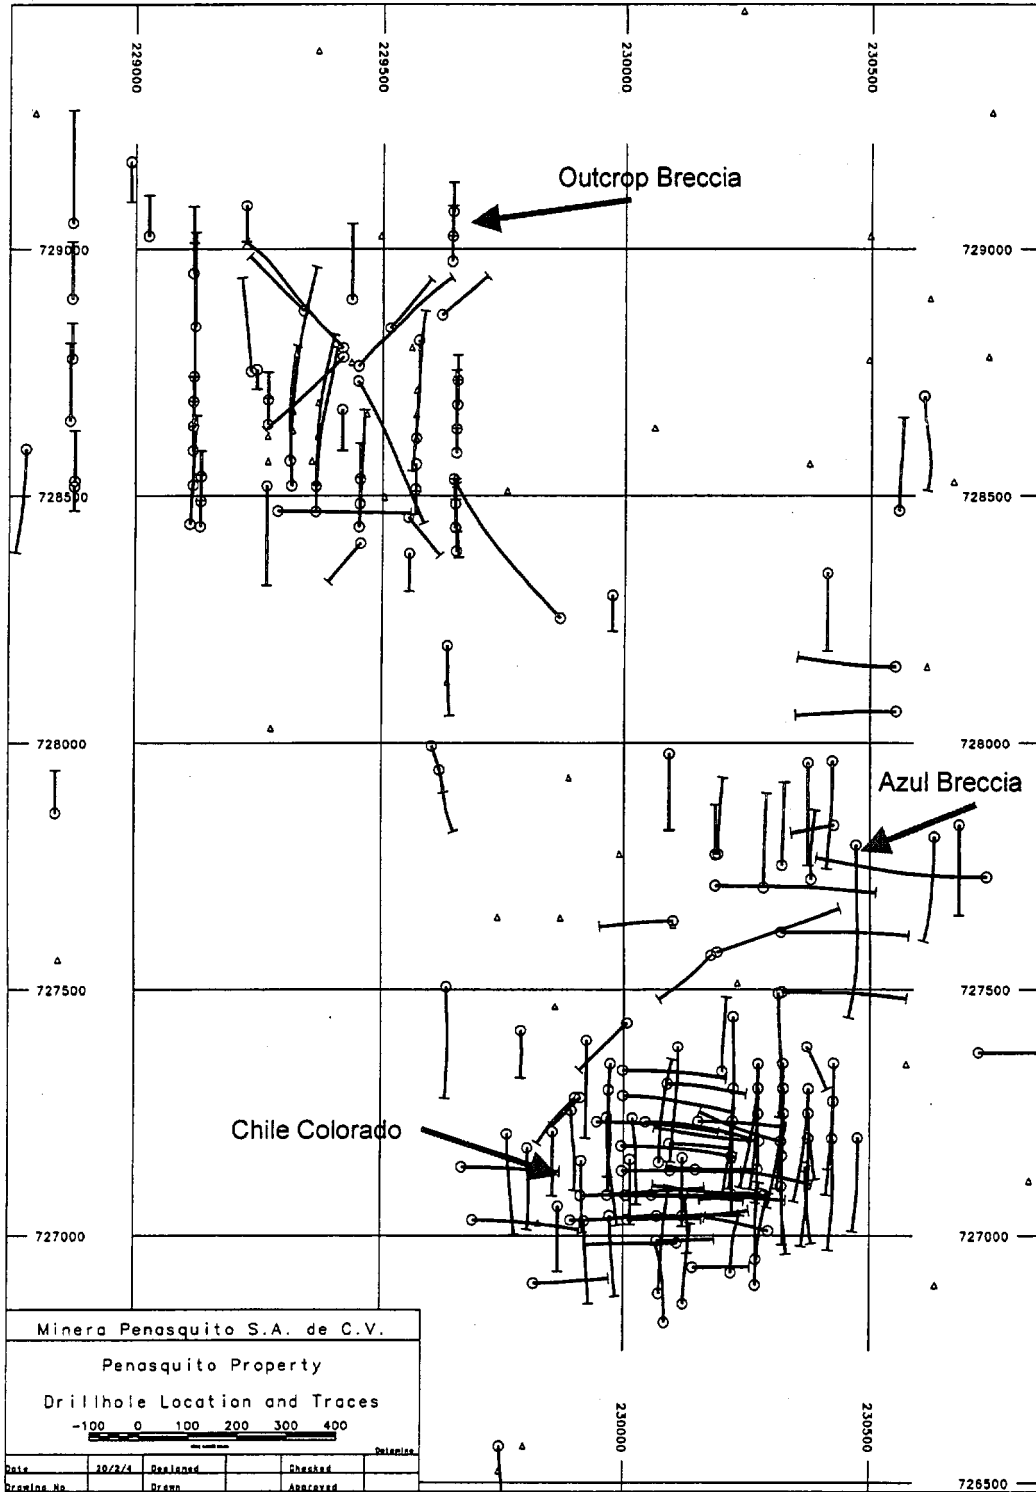 229000
229500
230000
230500
Outcrop Breccia
729000
729000
728500
728500
728000
728000
Azul Breccia
727500
727500
Chile Colorado
727000
727000
Minera Penasquito S.A. de C.V.
Penasquito Property
Drillhole Location and Traces
-100 0 100 200 300 400
230000
230500
Datamine
Date 20/2/4 Designed Checked
Drawing No Drawn Approved
726500